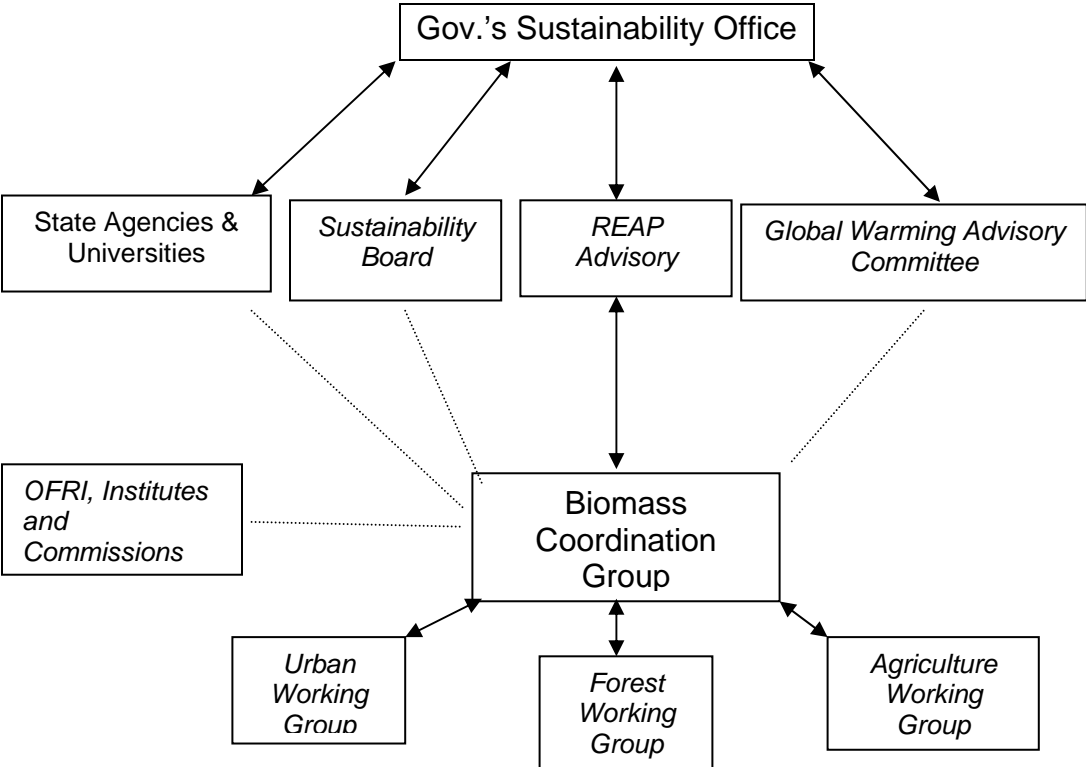 Gov.'s Sustainability Office
State Agencies &
Universities
Sustainability
Board
REAP
Advisory
Global Warming Advisory
Committee
OFRI, Institutes
and
Commissions
Biomass
Coordination
Group
Urban
Working
Group
Forest
Working
Group
Agriculture
Working
Group